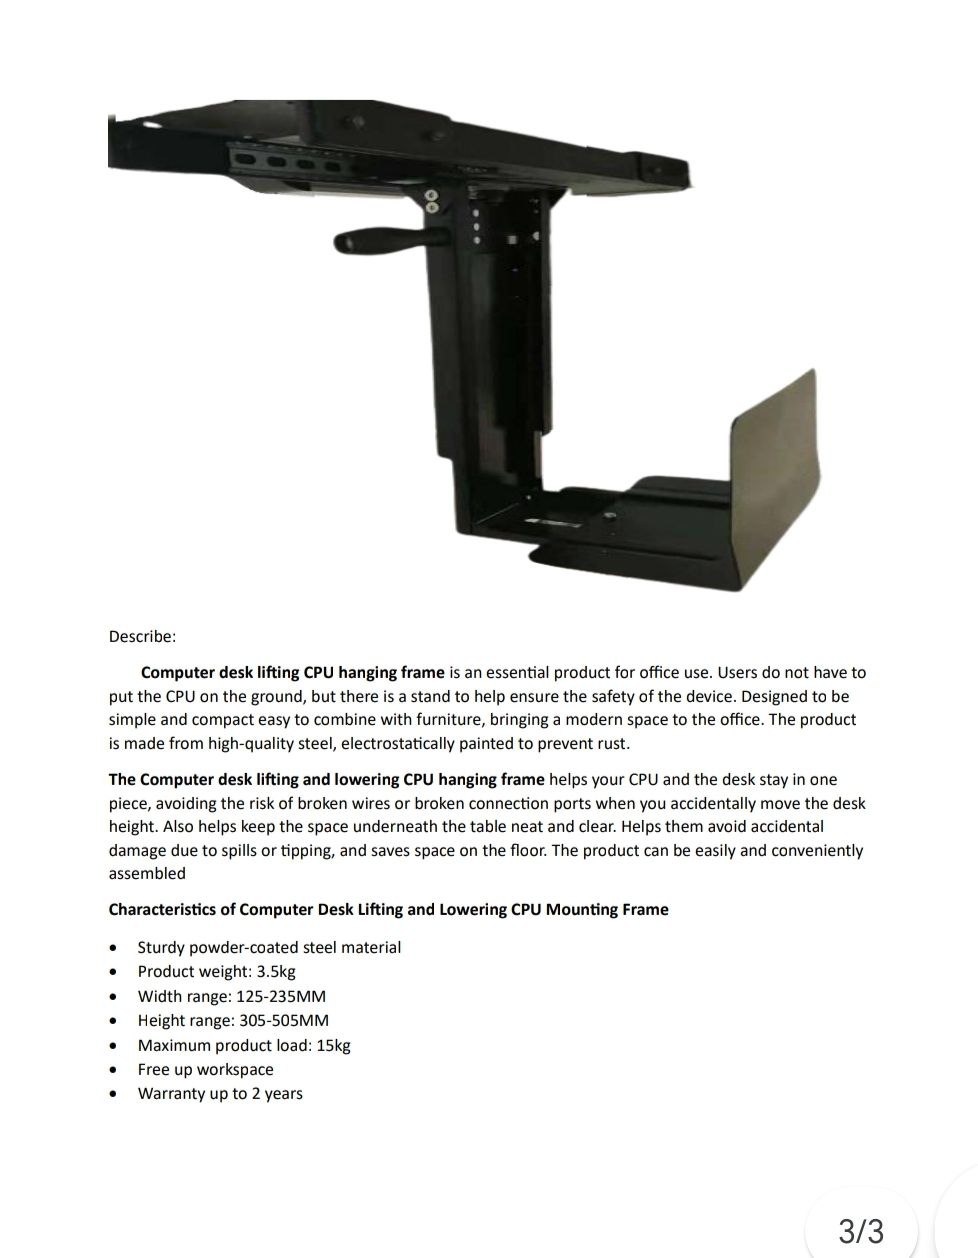 Describe:
Computer desk lifting CPU hanging frame is an essential product for office use. Users do not have to
put the CPU on the ground, but there is a stand to help ensure the safety of the device. Designed to be
simple and compact easy to combine with furniture, bringing a modern space to the office. The product
is made from high-quality steel, electrostatically painted to prevent rust.
The Computer desk lifting and lowering CPU hanging frame helps your CPU and the desk stay in one
piece, avoiding the risk of broken wires or broken connection ports when you accidentally move the desk
height. Also helps keep the space underneath the table neat and clear. Helps them avoid accidental
damage due to spills or tipping, and saves space on the floor. The product can be easily and conveniently
assembled
Characteristics of Computer Desk Lifting and Lowering CPU Mounting Frame
• Sturdy powder-coated steel material
• Product weight: 3.5kg
• Width range: 125-235MM
• Height range: 305-505MM
• Maximum product load: 15kg
• Free up workspace
• Warranty up to 2 years
3/3